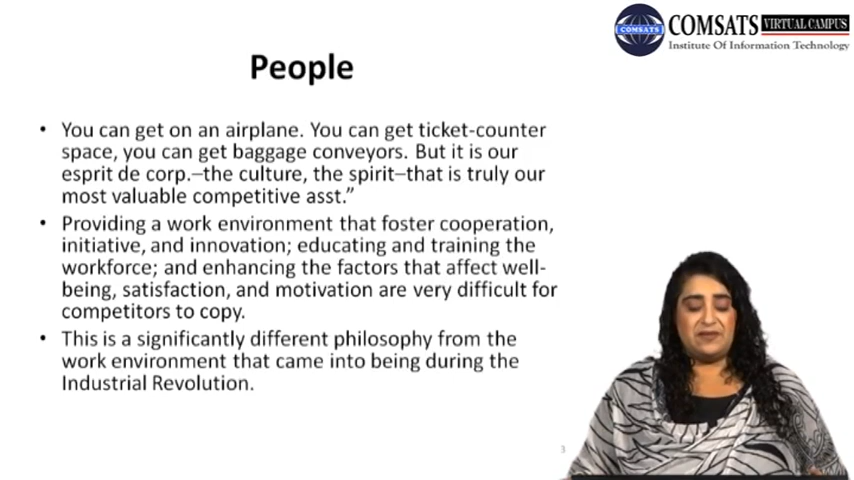 COMSATS VIRTUAL CAMPUS
COMSATS
Institute Of Information Technology
People
• You can get on an airplane. You can get ticket-counter
space, you can get baggage conveyors. But it is our
esprit de corp.–the culture, the spirit–that is truly our
most valuable competitive asst.”
• Providing a work environment that foster cooperation,
initiative, and innovation; educating and training the
workforce; and enhancing the factors that affect well-
being, satisfaction, and motivation are very difficult for
competitors to copy.
• This is a significantly different philosophy from the
work environment that came into being during the
Industrial Revolution.
3